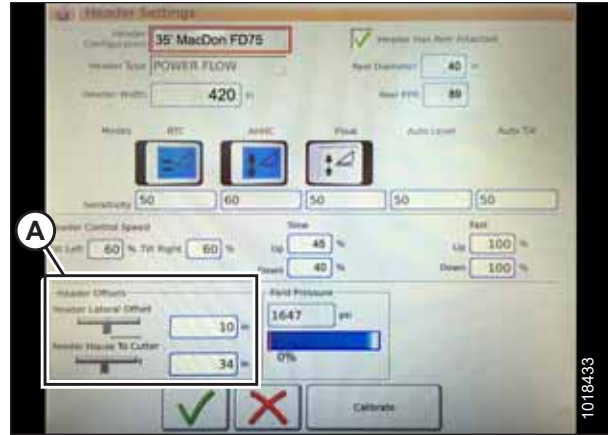 Header Settings
Header Configuration 35' MacDon FD75 Header Has Reel Attached
Header Type POWER FLOW Reel Diameter 40 in
Header Width 420 in Reel PPR 89
Modes RTC AHHC Float Auto Level Auto Tilt
Sensitivity 50 60 50 50 50
Header Control Speed Slow Fast
Tilt Left 60 % Tilt Right 60 % Up 45 % Up 100 %
Down 40 % Down 100 %
A
Header Offsets Field Pressure
Header Lateral Offset 1647 psi
10 in
Header House To Cutter 0%
34 in
Calibrate
1018433